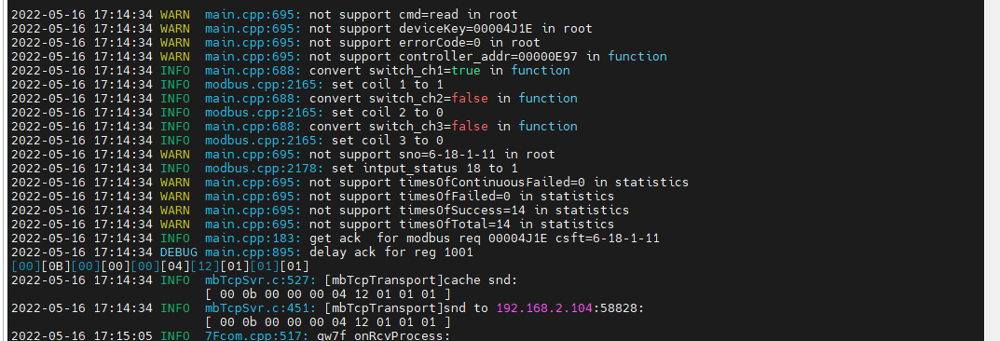 2022-05-16 17:14:34 WARN main.cpp:695: not support cmd=read in root
2022-05-16 17:14:34 WARN main.cpp:695: not support deviceKey=00004J1E in root
2022-05-16 17:14:34 WARN main.cpp:695: not support errorCode=0 in root
2022-05-16 17:14:34 WARN main.cpp:695: not support controller_addr=00000E97 in function
2022-05-16 17:14:34 INFO main.cpp:688: convert switch_ch1=true in function
2022-05-16 17:14:34 INFO modbus.cpp:2165: set coil 1 to 1
2022-05-16 17:14:34 INFO main.cpp:688: convert switch_ch2=false in function
2022-05-16 17:14:34 INFO modbus.cpp:2165: set coil 2 to 0
2022-05-16 17:14:34 INFO main.cpp:688: convert switch_ch3=false in function
2022-05-16 17:14:34 INFO modbus.cpp:2165: set coil 3 to 0
2022-05-16 17:14:34 WARN main.cpp:695: not support sno=6-18-1-11 in root
2022-05-16 17:14:34 INFO modbus.cpp:2178: set intput_status 18 to 1
2022-05-16 17:14:34 WARN main.cpp:695: not support timesOfContinuousFailed=0 in statistics
2022-05-16 17:14:34 WARN main.cpp:695: not support timesOfFailed=0 in statistics
2022-05-16 17:14:34 WARN main.cpp:695: not support timesOfSuccess=14 in statistics
2022-05-16 17:14:34 WARN main.cpp:695: not support timesOfTotal=14 in statistics
2022-05-16 17:14:34 INFO main.cpp:183: get ack for modbus req 00004J1E csft=6-18-1-11
2022-05-16 17:14:34 DEBUG main.cpp:895: delay ack for reg 1001
[00][0B][00][00][00][04][12][01][01][01]
2022-05-16 17:14:34 INFO mbTcpSvr.c:527: [mbTcpTransport]cache snd:
[ 00 0b 00 00 00 04 12 01 01 01 ]
2022-05-16 17:14:34 INFO mbTcpSvr.c:451: [mbTcpTransport]snd to 192.168.2.104:58828:
[ 00 0b 00 00 00 04 12 01 01 01 ]
2022-05-16 17:15:05 INFO 7Fcom.cpp:517: gw7f onRcvProcess: